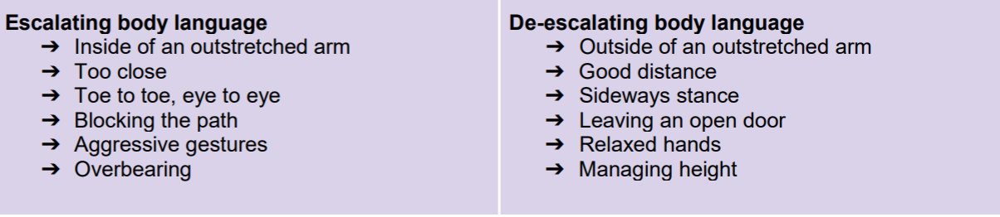 Escalating body language
➔ Inside of an outstretched arm
➔ Too close
➔ Toe to toe, eye to eye
➔ Blocking the path
➔ Aggressive gestures
➔ Overbearing
De-escalating body language
➔ Outside of an outstretched arm
➔ Good distance
➔ Sideways stance
➔ Leaving an open door
➔ Relaxed hands
➔ Managing height